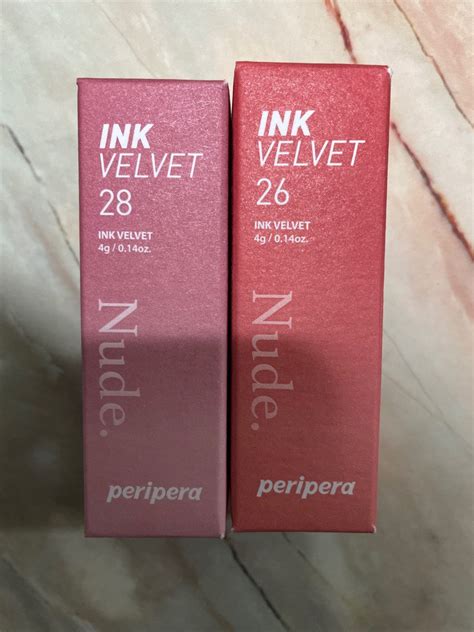 INK
VELVET
28
INK VELVET
4g / 0.14oz.
Nude.
peripera
INK
VELVET
26
INK VELVET
4g / 0.14oz.
Nude.
peripera